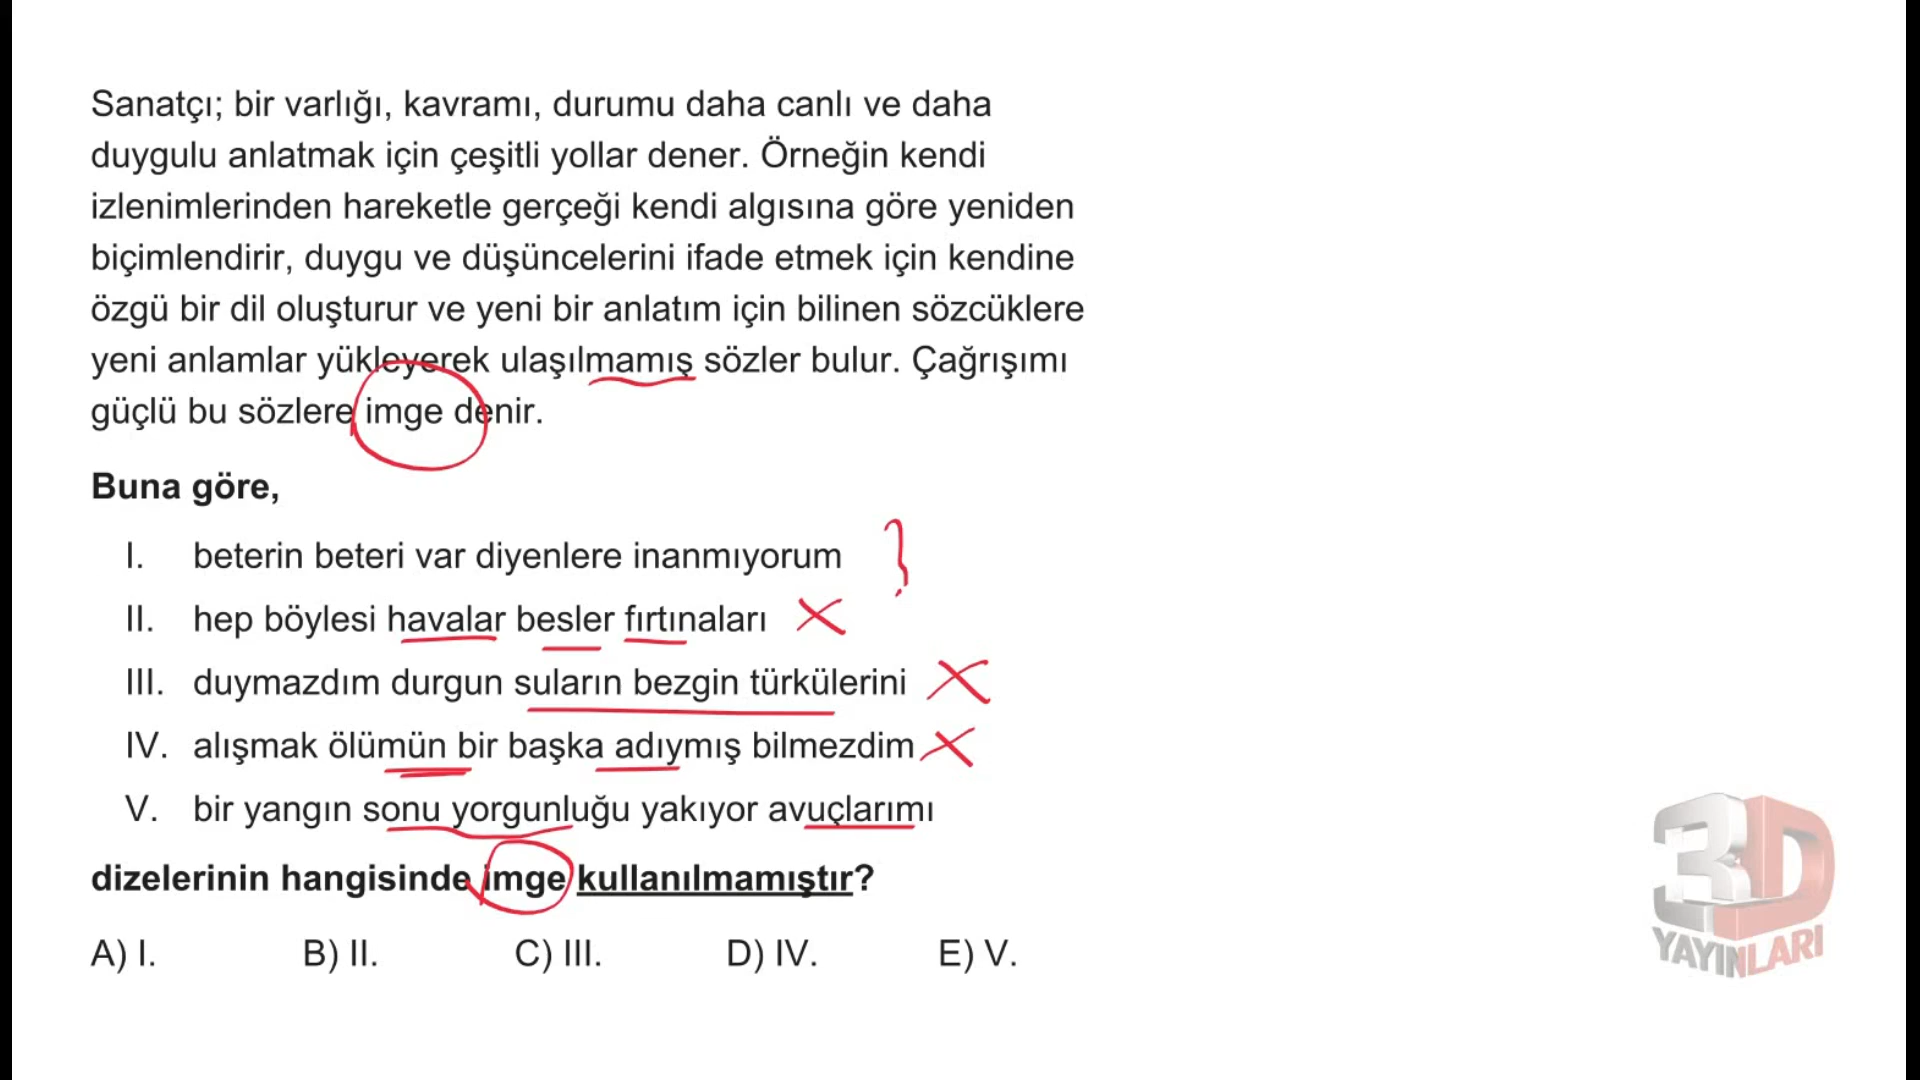 Sanatçı; bir varlığı, kavramı, durumu daha canlı ve daha
duygulu anlatmak için çeşitli yollar dener. Örneğin kendi
izlenimlerinden hareketle gerçeği kendi algısına göre yeniden
biçimlendirir, duygu ve düşüncelerini ifade etmek için kendine
özgü bir dil oluşturur ve yeni bir anlatım için bilinen sözcüklere
yeni anlamlar yükleyerek ulaşılmamış sözler bulur. Çağrışımı
güçlü bu sözlere imge denir.
Buna göre,
I. beterin beteri var diyenlere inanmıyorum ?
II. hep böylesi havalar besler fırtınaları
III. duymazdım durgun suların bezgin türkülerini
IV. alışmak ölümün bir başka adıymış bilmezdim
V. bir yangın sonu yorgunluğu yakıyor avuçlarımı
dizelerinin hangisinde imge kullanılmamıştır?
A) I. B) II. C) III. D) IV. E) V.
3D
YAYINLARI